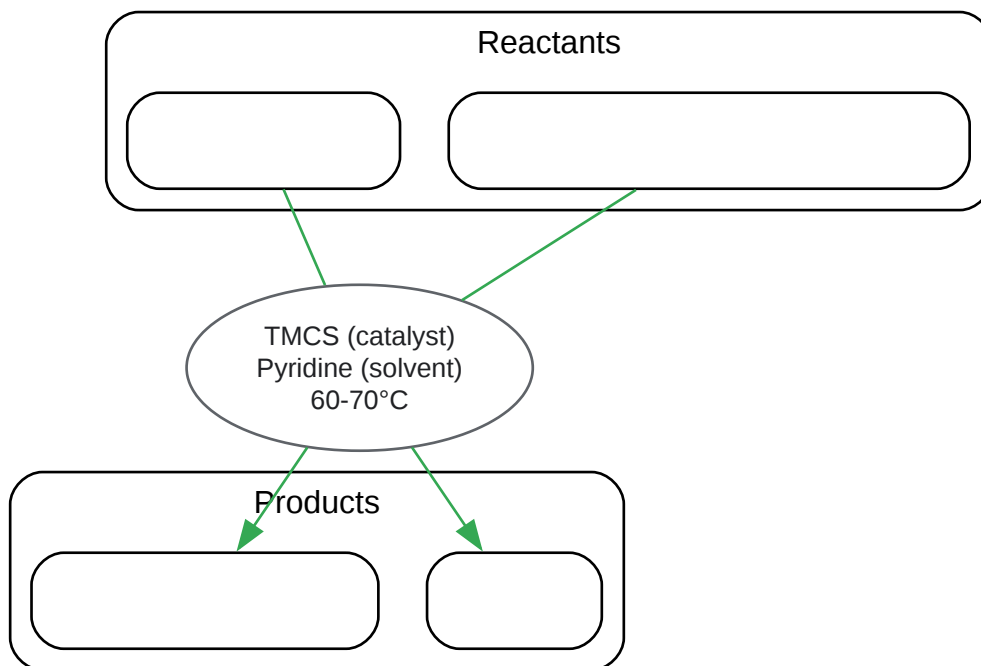 Reactants
TMCS (catalyst)
Pyridine (solvent)
60-70°C
Products